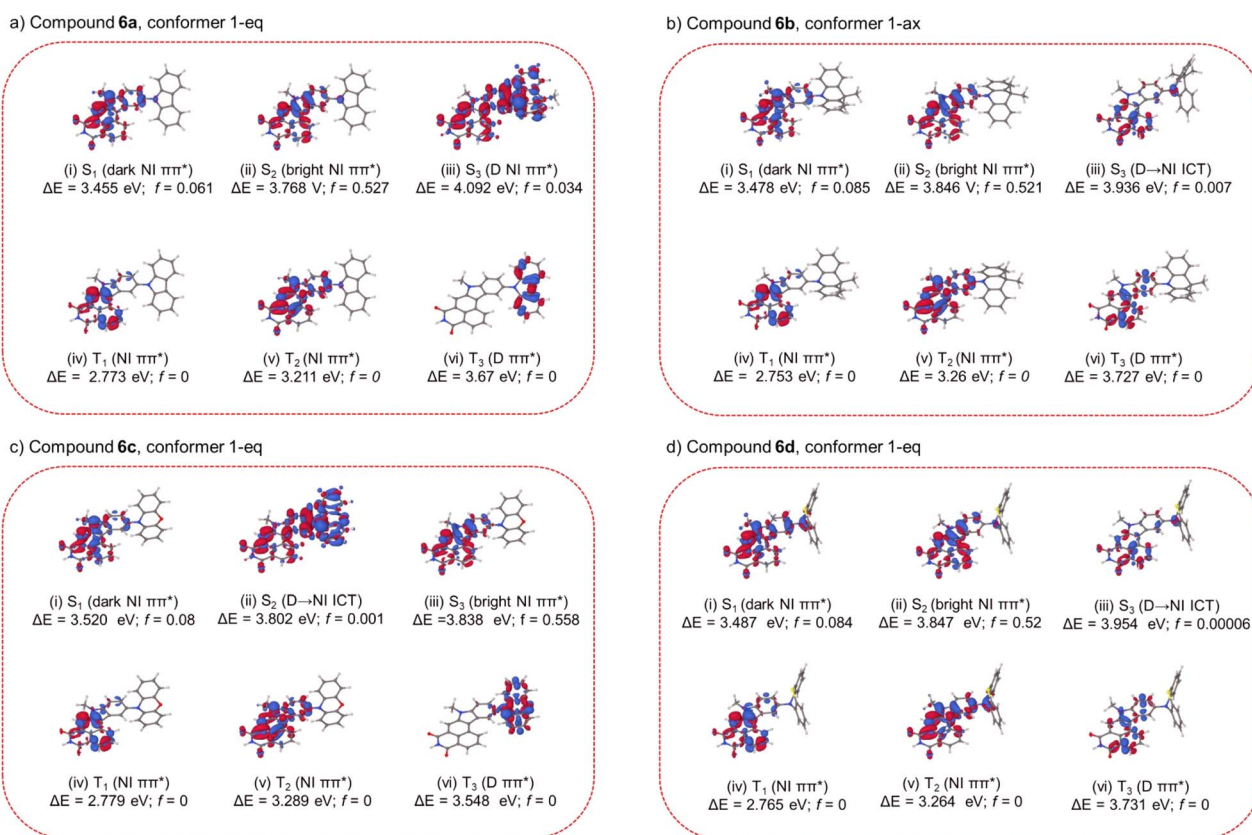 a) Compound 6a, conformer 1-eq
(i) S₁ (dark NI ππ*)
ΔE = 3.455 eV; f = 0.061
(ii) S₂ (bright NI ππ*)
ΔE = 3.768 V; f = 0.527
(iii) S₃ (D NI ππ*)
ΔE = 4.092 eV; f = 0.034
(iv) T₁ (NI ππ*)
ΔE = 2.773 eV; f = 0
(v) T₂ (NI ππ*)
ΔE = 3.211 eV; f = 0
(vi) T₃ (D ππ*)
ΔE = 3.67 eV; f = 0
b) Compound 6b, conformer 1-ax
(i) S₁ (dark NI ππ*)
ΔE = 3.478 eV; f = 0.085
(ii) S₂ (bright NI ππ*)
ΔE = 3.846 V; f = 0.521
(iii) S₃ (D→NI ICT)
ΔE = 3.936 eV; f = 0.007
(iv) T₁ (NI ππ*)
ΔE = 2.753 eV; f = 0
(v) T₂ (NI ππ*)
ΔE = 3.26 eV; f = 0
(vi) T₃ (D ππ*)
ΔE = 3.727 eV; f = 0
c) Compound 6c, conformer 1-eq
(i) S₁ (dark NI ππ*)
ΔE = 3.520 eV; f = 0.08
(ii) S₂ (D→NI ICT)
ΔE = 3.802 eV; f = 0.001
(iii) S₃ (bright NI ππ*)
ΔE =3.838 eV; f = 0.558
(iv) T₁ (NI ππ*)
ΔE = 2.779 eV; f = 0
(v) T₂ (NI ππ*)
ΔE = 3.289 eV; f = 0
(vi) T₃ (D ππ*)
ΔE = 3.548 eV; f = 0
d) Compound 6d, conformer 1-eq
(i) S₁ (dark NI ππ*)
ΔE = 3.487 eV; f = 0.084
(ii) S₂ (bright NI ππ*)
ΔE = 3.847 eV; f = 0.52
(iii) S₃ (D→NI ICT)
ΔE = 3.954 eV; f = 0.00006
(iv) T₁ (NI ππ*)
ΔE = 2.765 eV; f = 0
(v) T₂ (NI ππ*)
ΔE = 3.264 eV; f = 0
(vi) T₃ (D ππ*)
ΔE = 3.731 eV; f = 0